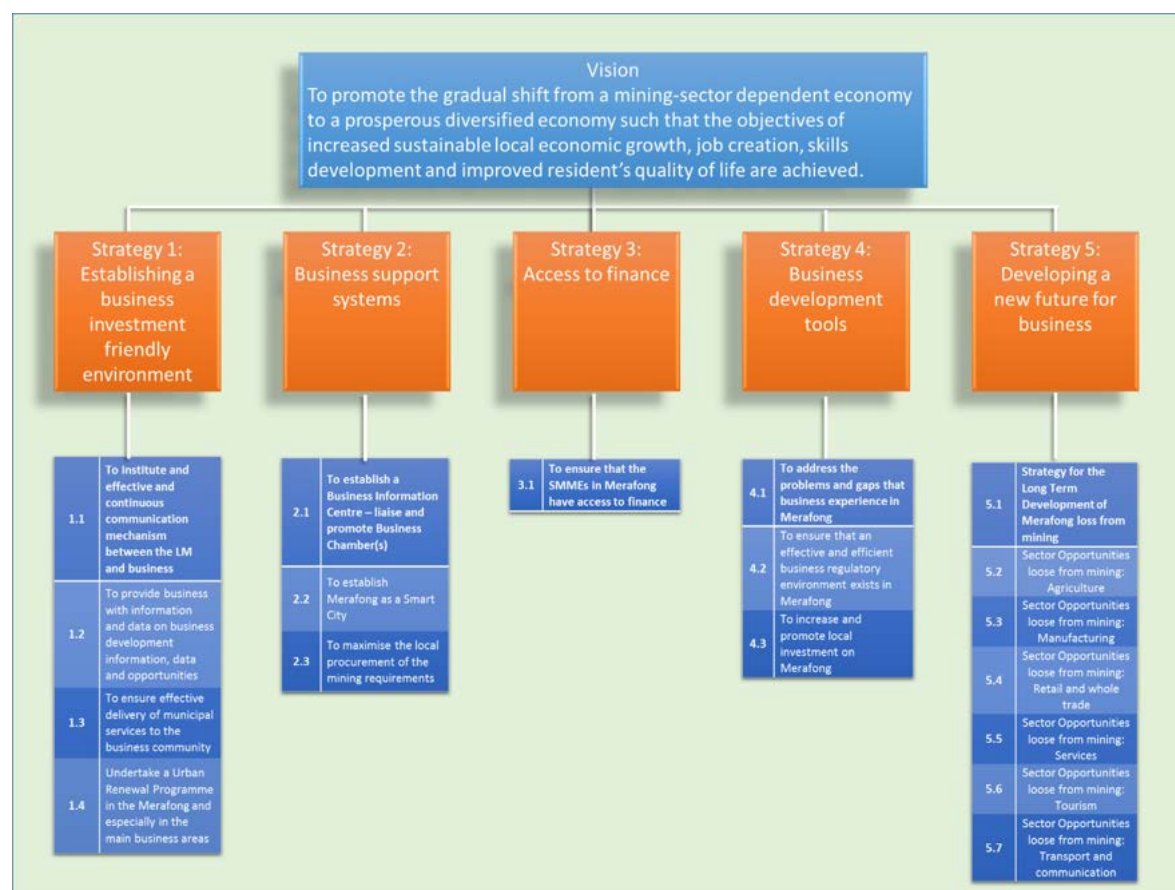 Vision
To promote the gradual shift from a mining-sector dependent economy
to a prosperous diversified economy such that the objectives of
increased sustainable local economic growth, job creation, skills
development and improved resident's quality of life are achieved.
Strategy 1:
Establishing a
business
investment
friendly
environment
Strategy 2:
Business support
systems
Strategy 3:
Access to finance
Strategy 4:
Business
development
tools
Strategy 5:
Developing a
new future for
business
1.1
To Institute and
effective and
continuous
communication
mechanism
between the LM
and business
1.2
To provide business
with information
and data on business
development
information, data
and opportunities
1.3
To ensure effective
delivery of municipal
services to the
business community
1.4
Undertake a Urban
Renewal Programme
in the Merafong and
especially in the
main business areas
2.1
To establish a
Business Information
Centre – liaise and
promote Business
Chamber(s)
2.2
To establish
Merafong as a Smart
City
2.3
To maximise the local
procurement of the
mining requirements
3.1
To ensure that the
SMMEs in Merafong
have access to finance
4.1
To address the
problems and gaps that
business experience in
Merafong
4.2
To ensure that an
effective and efficient
business regulatory
environment exists in
Merafong
4.3
To increase and
promote local
investment on
Merafong
5.1
Strategy for the
Long Term
Development of
Merafong loss from
mining
5.2
Sector Opportunities
loose from mining:
Agriculture
5.3
Sector Opportunities
loose from mining:
Manufacturing
5.4
Sector Opportunities
loose from mining:
Retail and whole
trade
5.5
Sector Opportunities
loose from mining:
Services
5.6
Sector Opportunities
loose from mining:
Tourism
5.7
Sector Opportunities
loose from mining:
Transport and
communication